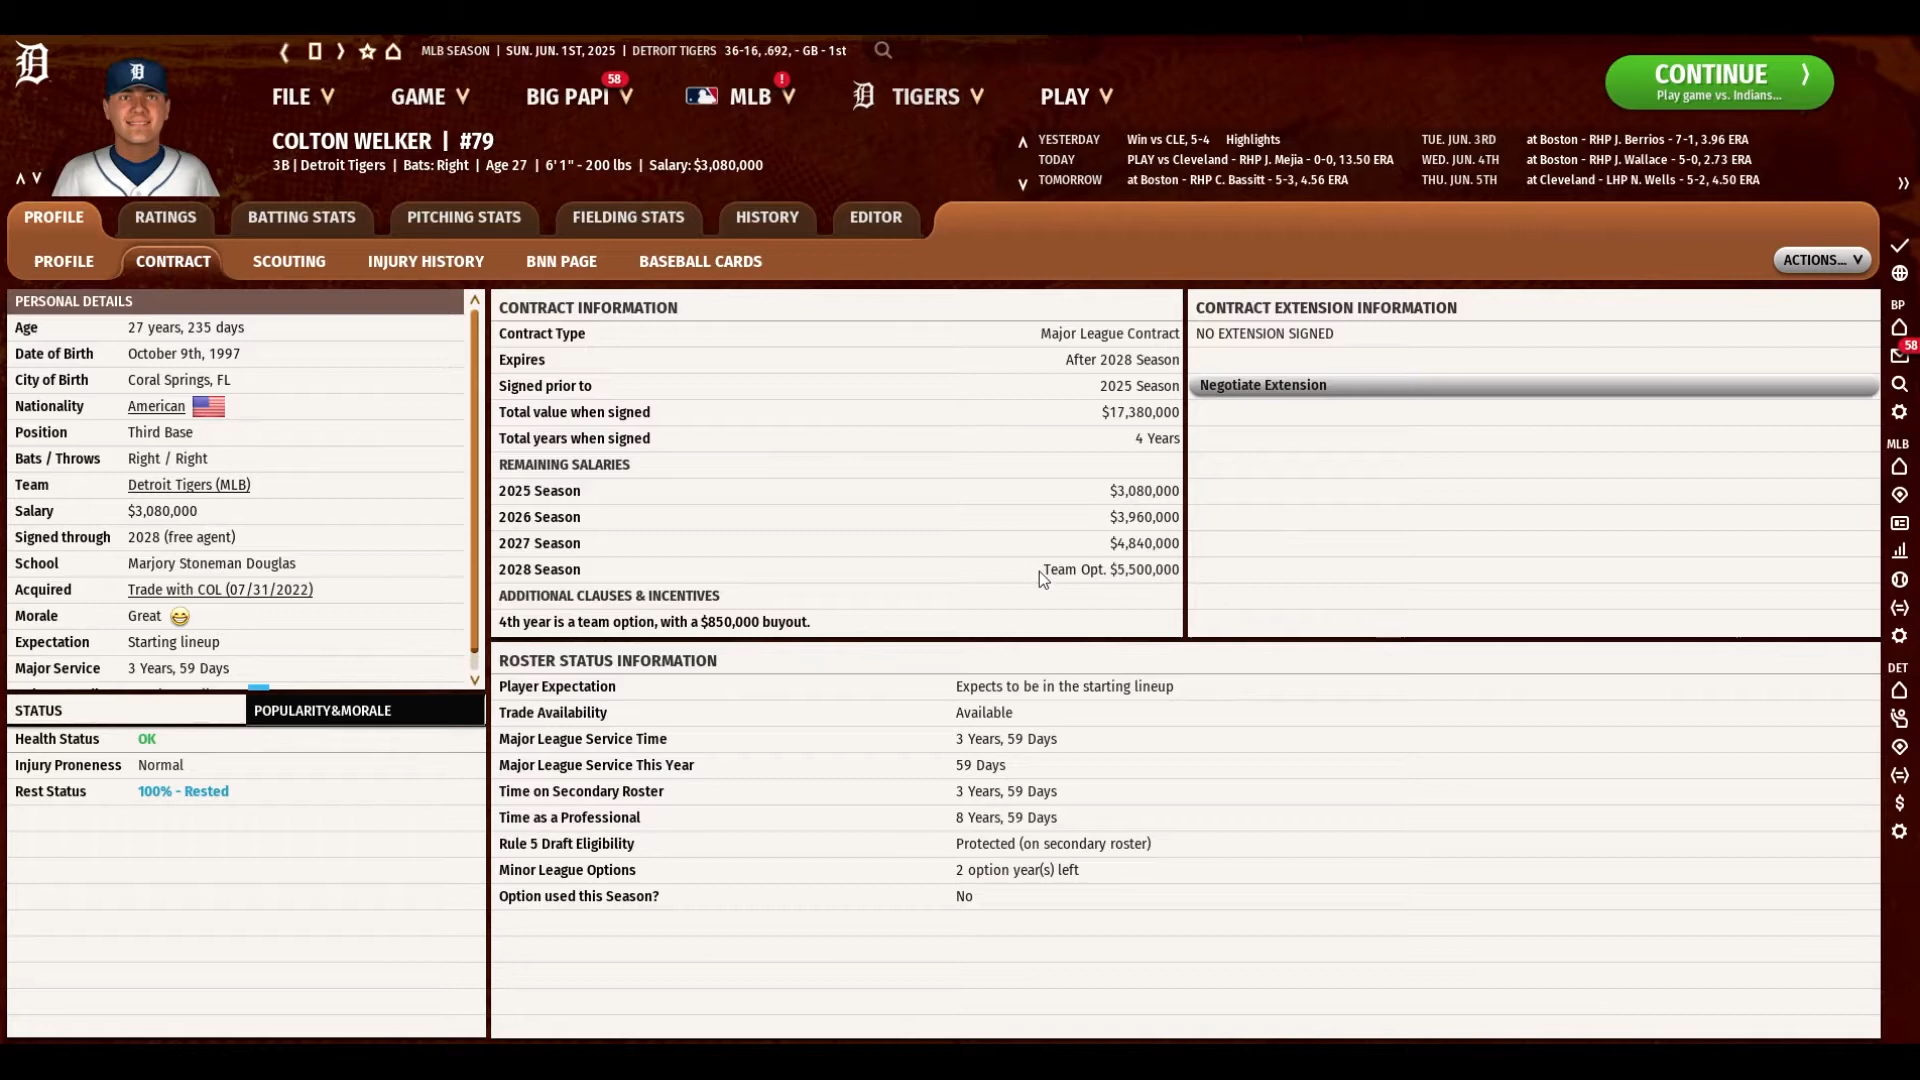 MLB SEASON | SUN. JUN. 1ST, 2025 | DETROIT TIGERS 36-16, .692, - GB - 1st
FILE GAME BIG PAPI 58 MLB ! TIGERS PLAY
CONTINUE
Play game vs. Indians...
COLTON WELKER | #79
3B | Detroit Tigers | Bats: Right | Age 27 | 6' 1" - 200 lbs | Salary: $3,080,000
YESTERDAY Win vs CLE, 5-4 Highlights TUE. JUN. 3RD at Boston - RHP J. Berrios - 7-1, 3.96 ERA
TODAY PLAY vs Cleveland - RHP J. Mejia - 0-0, 13.50 ERA WED. JUN. 4TH at Boston - RHP J. Wallace - 5-0, 2.73 ERA
TOMORROW at Boston - RHP C. Bassitt - 5-3, 4.56 ERA THU. JUN. 5TH at Cleveland - LHP N. Wells - 5-2, 4.50 ERA
PROFILE RATINGS BATTING STATS PITCHING STATS FIELDING STATS HISTORY EDITOR
PROFILE CONTRACT SCOUTING INJURY HISTORY BNN PAGE BASEBALL CARDS ACTIONS...
PERSONAL DETAILS
Age 27 years, 235 days
Date of Birth October 9th, 1997
City of Birth Coral Springs, FL
Nationality American
Position Third Base
Bats / Throws Right / Right
Team Detroit Tigers (MLB)
Salary $3,080,000
Signed through 2028 (free agent)
School Marjory Stoneman Douglas
Acquired Trade with COL (07/31/2022)
Morale Great
Expectation Starting lineup
Major Service 3 Years, 59 Days
STATUS POPULARITY&MORALE
Health Status OK
Injury Proneness Normal
Rest Status 100% - Rested
CONTRACT INFORMATION
Contract Type Major League Contract
Expires After 2028 Season
Signed prior to 2025 Season
Total value when signed $17,380,000
Total years when signed 4 Years
REMAINING SALARIES
2025 Season $3,080,000
2026 Season $3,960,000
2027 Season $4,840,000
2028 Season Team Opt. $5,500,000
ADDITIONAL CLAUSES & INCENTIVES
4th year is a team option, with a $850,000 buyout.
CONTRACT EXTENSION INFORMATION
NO EXTENSION SIGNED
Negotiate Extension
ROSTER STATUS INFORMATION
Player Expectation Expects to be in the starting lineup
Trade Availability Available
Major League Service Time 3 Years, 59 Days
Major League Service This Year 59 Days
Time on Secondary Roster 3 Years, 59 Days
Time as a Professional 8 Years, 59 Days
Rule 5 Draft Eligibility Protected (on secondary roster)
Minor League Options 2 option year(s) left
Option used this Season? No
BP
58
MLB
DET